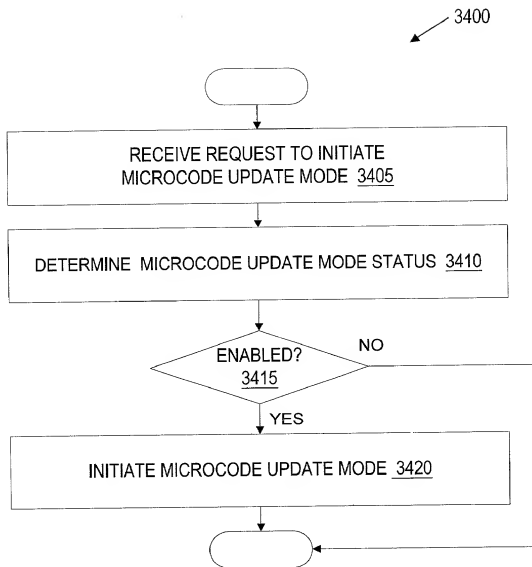 3400
RECEIVE REQUEST TO INITIATE
MICROCODE UPDATE MODE 3405
DETERMINE MICROCODE UPDATE MODE STATUS 3410
ENABLED?
3415
NO
YES
INITIATE MICROCODE UPDATE MODE 3420